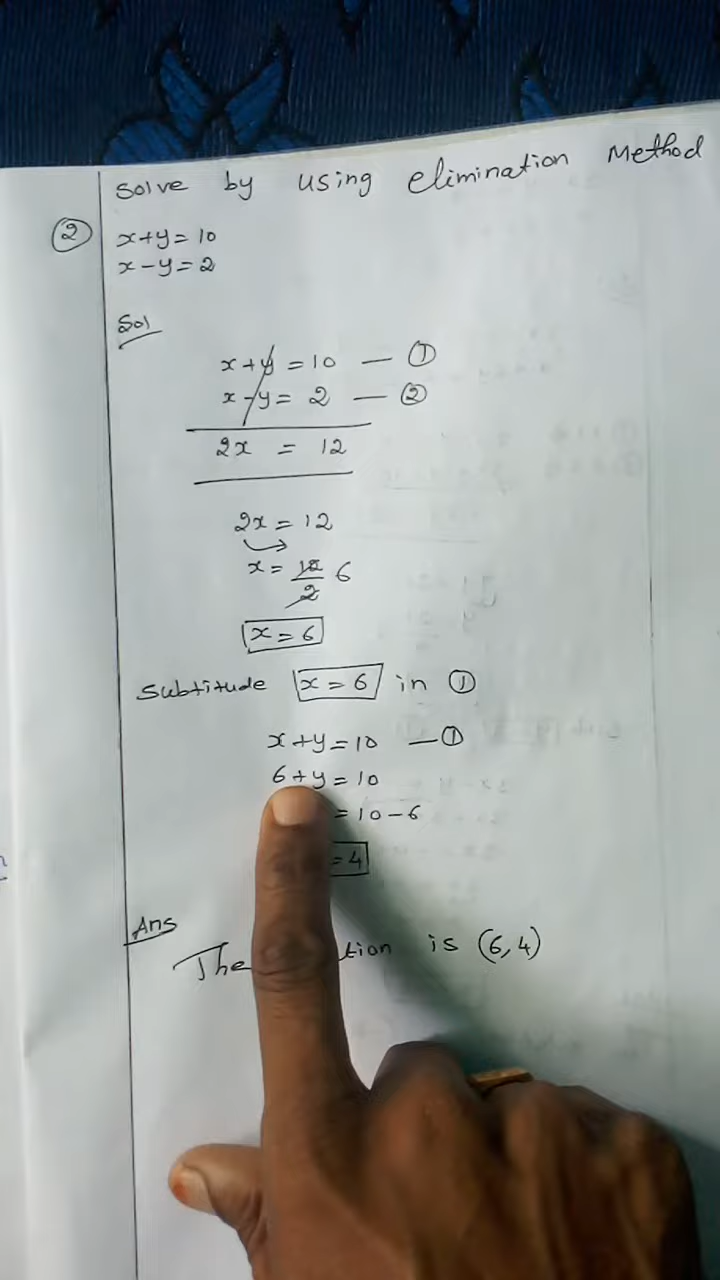 Solve by using elimination Method
② x+y=10
x-y=2
Sol
x+y = 10 — ①
x-y = 2 — ②
2x = 12
2x = 12
x = 12/2 6
x = 6
Subtitude x = 6 in ①
x+y=10 — ①
6+y=10
=10-6
=4
Ans
The is (6,4)